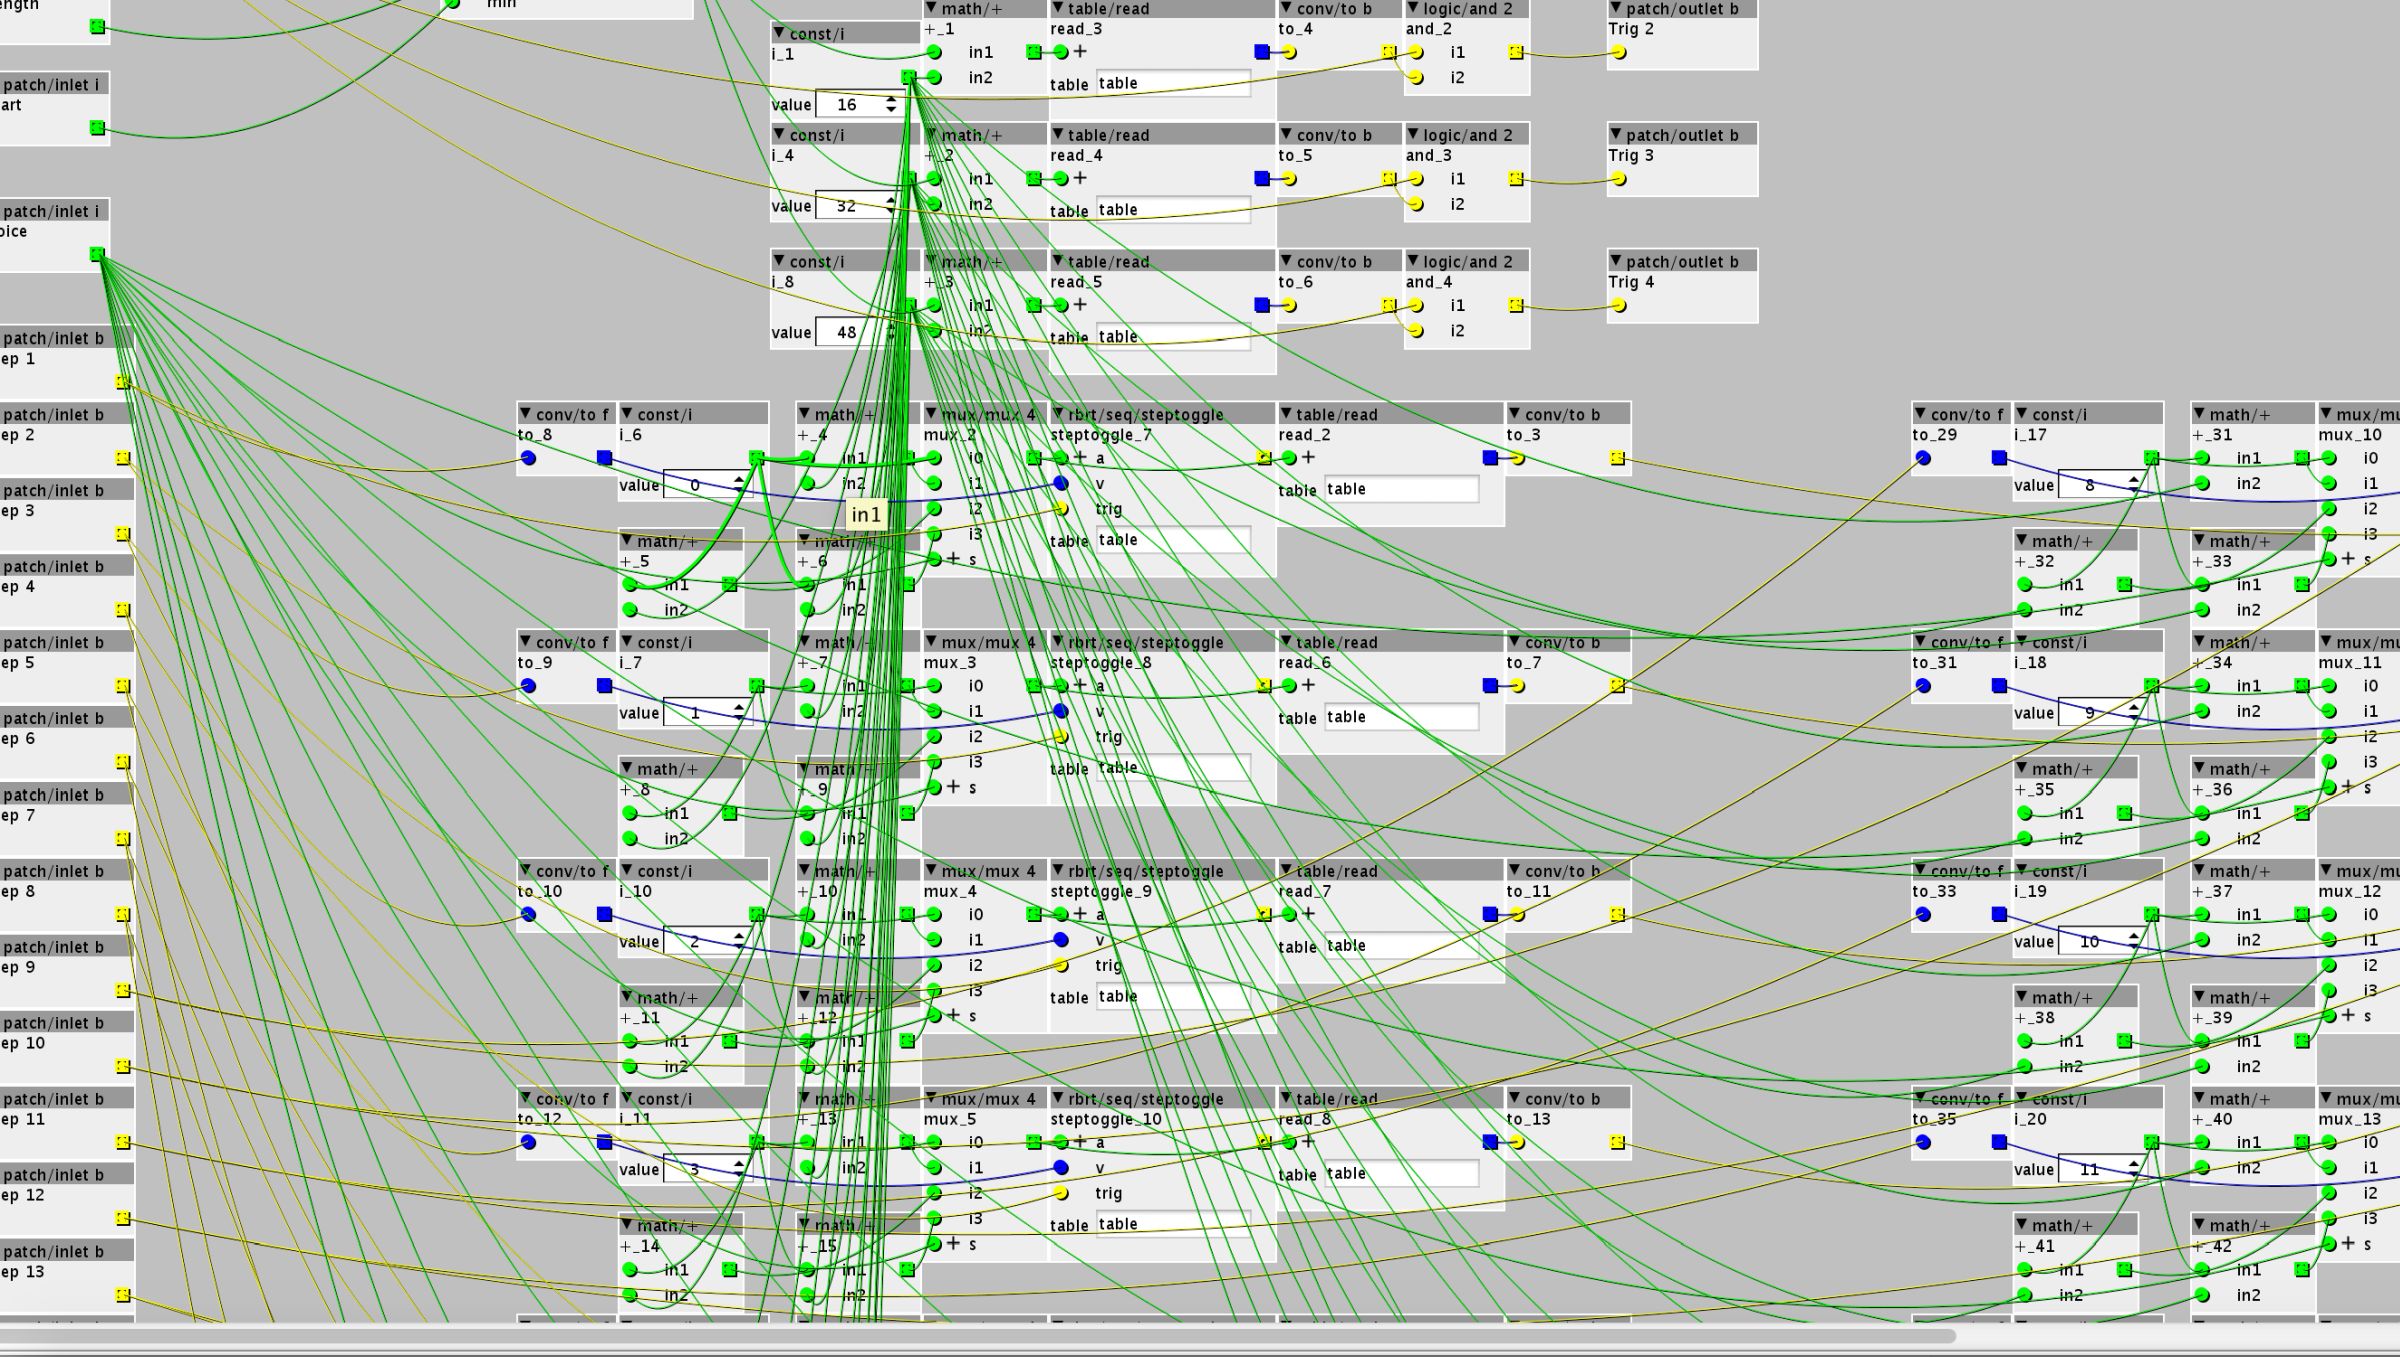 ength
min
patch/inlet i
art
patch/inlet i
oice
patch/inlet b
ep 1
patch/inlet b
ep 2
patch/inlet b
ep 3
patch/inlet b
ep 4
patch/inlet b
ep 5
patch/inlet b
ep 6
patch/inlet b
ep 7
patch/inlet b
ep 8
patch/inlet b
ep 9
patch/inlet b
ep 10
patch/inlet b
ep 11
patch/inlet b
ep 12
patch/inlet b
ep 13
const/i
i_1
value 16
math/+
+_1
in1
in2
table/read
read_3
+
table table
conv/to b
to_4
logic/and 2
and_2
i1
i2
patch/outlet b
Trig 2
const/i
i_4
value 32
math/+
+_2
in1
in2
table/read
read_4
+
table table
conv/to b
to_5
logic/and 2
and_3
i1
i2
patch/outlet b
Trig 3
const/i
i_8
value 48
math/+
+_3
in1
in2
table/read
read_5
+
table table
conv/to b
to_6
logic/and 2
and_4
i1
i2
patch/outlet b
Trig 4
conv/to f
to_8
const/i
i_6
value 0
math/+
+_4
in1
in2
in1
math/+
+_5
in1
in2
math/+
+_6
in1
in2
mux/mux 4
mux_2
i0
i1
i2
i3
+ s
rbrt/seq/steptoggle
steptoggle_7
+ a
v
trig
table table
table/read
read_2
+
table table
conv/to b
to_3
conv/to f
to_29
const/i
i_17
value 8
math/+
+_31
in1
in2
math/+
+_32
in1
in2
math/+
+_33
in1
in2
mux/mu
mux_10
i0
i1
i2
i3
+ s
conv/to f
to_9
const/i
i_7
value 1
math/+
+_7
in1
in2
math/+
+_8
in1
in2
math/+
+_9
in1
in2
mux/mux 4
mux_3
i0
i1
i2
i3
+ s
rbrt/seq/steptoggle
steptoggle_8
+ a
v
trig
table table
table/read
read_6
+
table table
conv/to b
to_7
conv/to f
to_31
const/i
i_18
value 9
math/+
+_34
in1
in2
math/+
+_35
in1
in2
math/+
+_36
in1
in2
mux/mu
mux_11
i0
i1
i2
i3
+ s
conv/to f
to_10
const/i
i_10
value 2
math/+
+_10
in1
in2
math/+
+_11
in1
in2
math/+
+_12
in1
in2
mux/mux 4
mux_4
i0
i1
i2
i3
+ s
rbrt/seq/steptoggle
steptoggle_9
+ a
v
trig
table table
table/read
read_7
+
table table
conv/to b
to_11
conv/to f
to_33
const/i
i_19
value 10
math/+
+_37
in1
in2
math/+
+_38
in1
in2
math/+
+_39
in1
in2
mux/mu
mux_12
i0
i1
i2
i3
+ s
conv/to f
to_12
const/i
i_11
value 3
math/+
+_13
in1
in2
math/+
+_14
in1
in2
math/+
+_15
in1
in2
mux/mux 4
mux_5
i0
i1
i2
i3
+ s
rbrt/seq/steptoggle
steptoggle_10
+ a
v
trig
table table
table/read
read_8
+
table table
conv/to b
to_13
conv/to f
to_35
const/i
i_20
value 11
math/+
+_40
in1
in2
math/+
+_41
in1
in2
math/+
+_42
in1
in2
mux/mu
mux_13
i0
i1
i2
i3
+ s